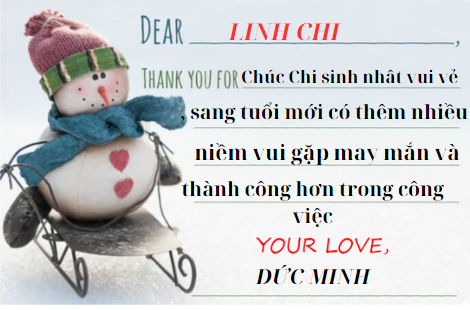 DEAR LINH CHI,
THANK YOU FOR Chúc Chi sinh nhât vui vẻ
, sang tuổi mới có thêm nhiều
niềm vui gặp may mắn và
thành công hơn trong công
việc
YOUR LOVE,
ĐỨC MINH